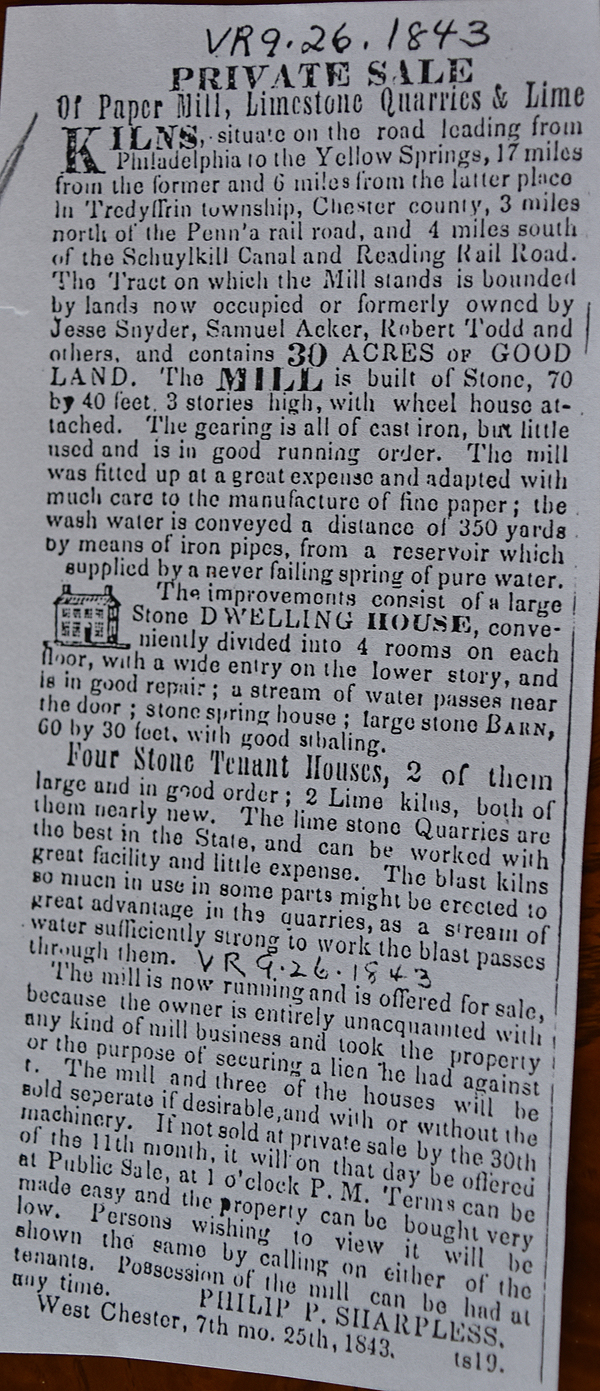 VR 9.26.1843
PRIVATE SALE
Of Paper Mill, Limestone Quarries & Lime
KILNS, situate on the road leading from
Philadelphia to the Yellow Springs, 17 miles
from the former and 6 miles from the latter place
In Tredyffrin township, Chester county, 3 miles
north of the Penn'a rail road, and 4 miles south
of the Schuylkill Canal and Reading Rail Road.
The Tract on which the Mill stands is bounded
by lands now occupied or formerly owned by
Jesse Snyder, Samuel Acker, Robert Todd and
others, and contains 30 ACRES OF GOOD
LAND. The MILL is built of Stone, 70
by 40 feet. 3 stories high, with wheel house at-
tached. The gearing is all of cast iron, but little
used and is in good running order. The mill
was fitted up at a great expense and adapted with
much care to the manufacture of fine paper; the
wash water is conveyed a distance of 350 yards
by means of iron pipes, from a reservoir which
supplied by a never failing spring of pure water.
The improvements consist of a large
Stone DWELLING HOUSE, conve-
niently divided into 4 rooms on each
floor, with a wide entry on the lower story, and
is in good repair; a stream of water passes near
the door; stone spring house; large stone BARN,
60 by 30 feet, with good stbaling.
Four Stone Tenant Houses, 2 of them
large and in good order; 2 Lime kilns, both of
them nearly new. The lime stone Quarries are
the best in the State, and can be worked with
great facility and little expense. The blast kilns
so much in use in some parts might be erected to
great advantage in the quarries, as a stream of
water sufficiently strong to work the blast passes
through them. VR 9.26.1843
The mill is now running and is offered for sale,
because the owner is entirely unacquainted with
any kind of mill business and took the property
or the purpose of securing a lien he had against
t. The mill and three of the houses will be
sold seperate if desirable, and with or without the
machinery. If not sold at private sale by the 30th
of the 11th month, it will on that day be offered
at Public Sale, at 1 o'clock P. M. Terms can be
made easy and the property can be bought very
low. Persons wishing to view it will be
shown the same by calling on either of the
tenants. Possession of the mill can be had at
any time. PHILIP P. SHARPLESS.
West Chester, 7th mo. 25th, 1843. ts19.